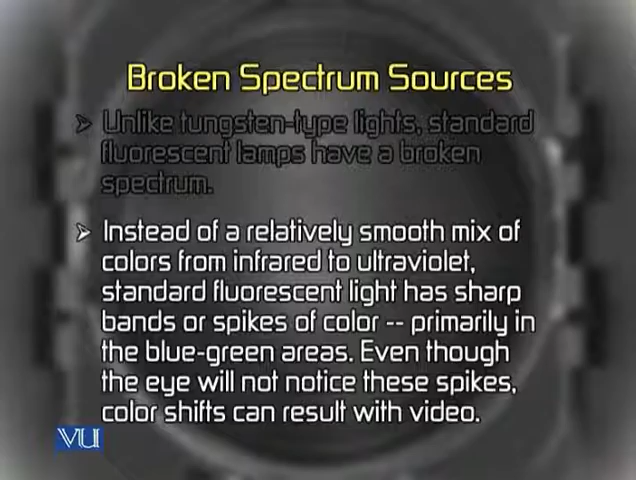 Broken Spectrum Sources
Unlike tungsten-type lights, standard
fluorescent lamps have a broken
spectrum.
Instead of a relatively smooth mix of
colors from infrared to ultraviolet,
standard fluorescent light has sharp
bands or spikes of color -- primarily in
the blue-green areas. Even though
the eye will not notice these spikes,
color shifts can result with video.
VU